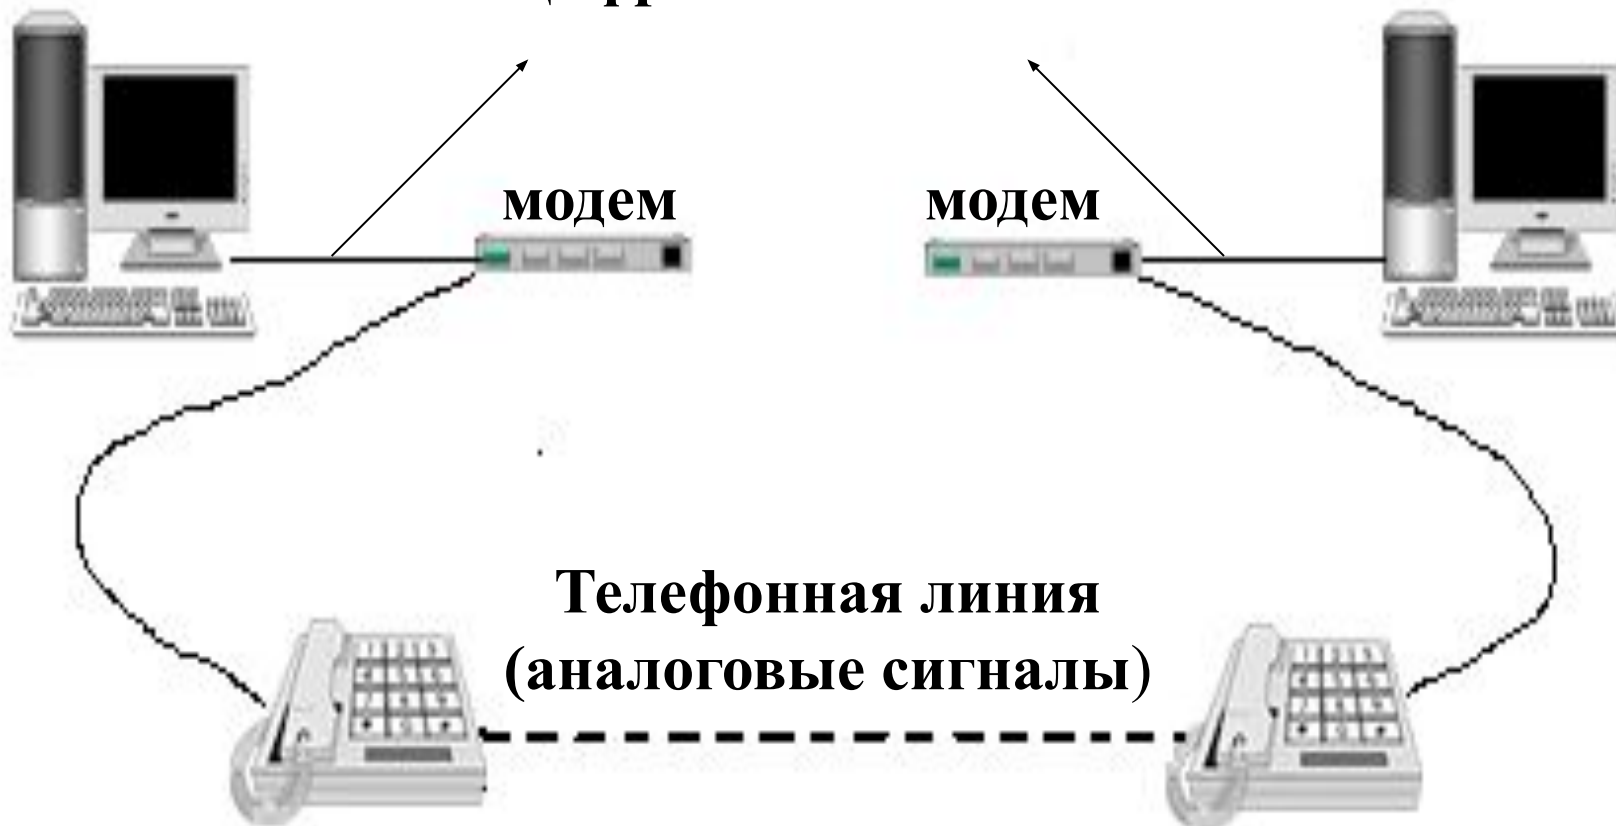 модем
модем
Телефонная линия
(аналоговые сигналы)